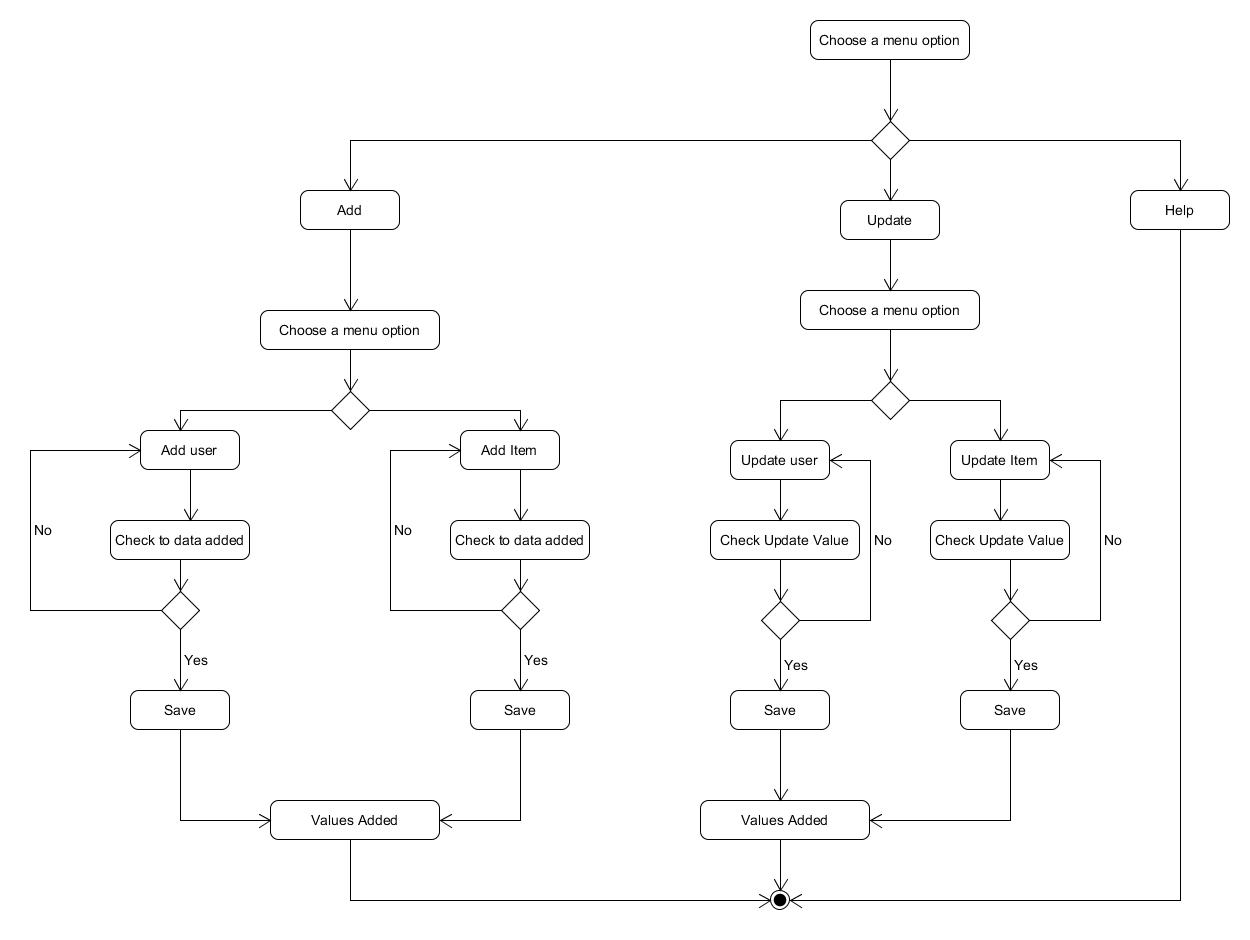 Choose a menu option
Add
Update
Help
Choose a menu option
Choose a menu option
Add user
Add Item
Update user
Update Item
No
Check to data added
No
Check to data added
Check Update Value
No
Check Update Value
No
Yes
Yes
Yes
Yes
Save
Save
Save
Save
Values Added
Values Added